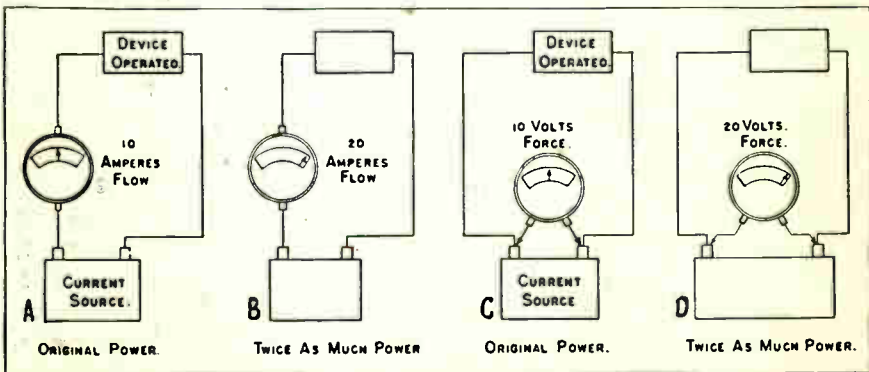 DEVICE
OPERATED.
10
AMPERES
FLOW
CURRENT
SOURCE.
A
ORIGINAL POWER.
20
AMPERES
FLOW
B
TWICE AS MUCH POWER
DEVICE
OPERATED.
10 VOLTS
FORCE.
CURRENT
SOURCE
C
ORIGINAL POWER.
20 VOLTS.
FORCE.
D
TWICE AS MUCH POWER.